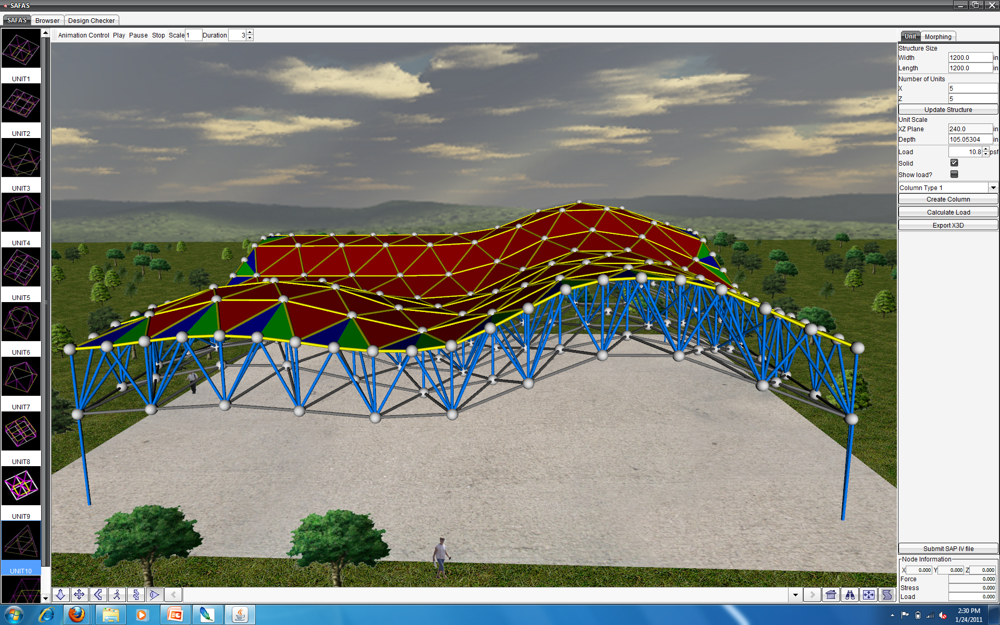 SAFAS
SAFAS Browser Design Checker
Animation Control Play Pause Stop Scale 1 Duration 3
UNIT1
UNIT2
UNIT3
UNIT4
UNIT5
UNIT6
UNIT7
UNIT8
UNIT9
UNIT10
Unit Morphing
Structure Size
Width 1200.0 in
Length 1200.0 in
Number of Units
X 5
Z 5
Update Structure
Unit Scale
XZ Plane 240.0 in
Depth 105.05304 in
Load 10.8 psf
Solid
Show load?
Column Type 1
Create Column
Calculate Load
Export X3D
Submit SAP IV file
Node Information
X 0.000 Y 0.000 Z 0.000
Force 0.000
Stress 0.000
Load 0.000
2:30 PM
1/24/2011